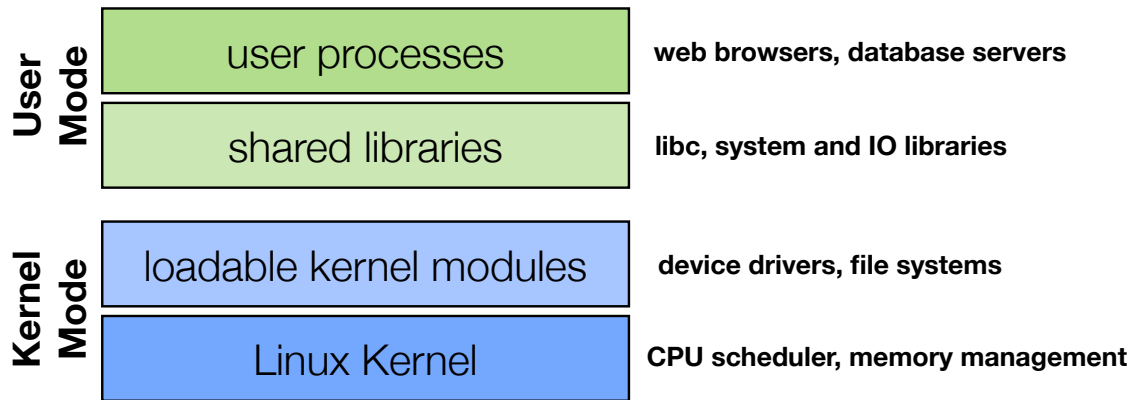 User
Mode
user processes
web browsers, database servers
shared libraries
libc, system and IO libraries
Kernel
Mode
loadable kernel modules
device drivers, file systems
Linux Kernel
CPU scheduler, memory management